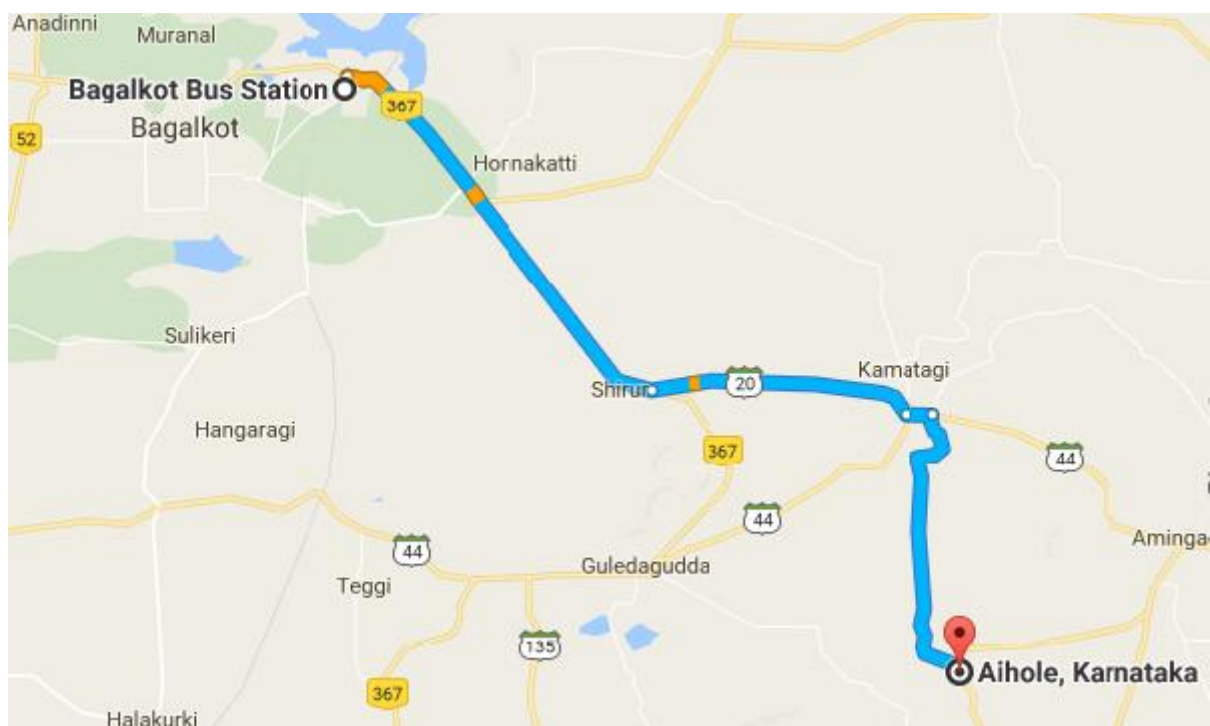 Anadinni
Muranal
Bagalkot Bus Station
367
Bagalkot
52
Hornakatti
Sulikeri
Shirur
20
Kamatagi
Hangaragi
367
44
44
Guledagudda
44
Teggi
135
367
Halakurki
Aihole, Karnataka